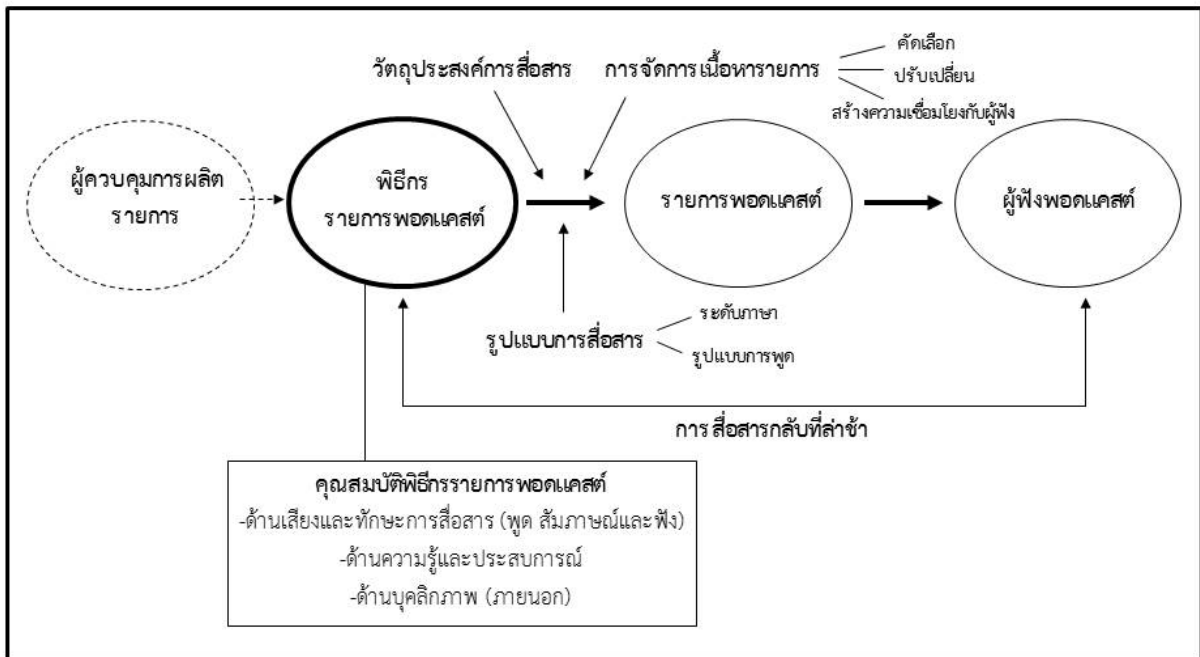 วัตถุประสงค์การสื่อสาร
การจัดการเนื้อหารายการ
คัดเลือก
ปรับเปลี่ยน
สร้างความเชื่อมโยงกับผู้ฟัง
ผู้ควบคุมการผลิต
รายการ
พิธีกร
รายการพอดแคสต์
รายการพอดแคสต์
ผู้ฟังพอดแคสต์
รูปแบบการสื่อสาร
ระดับภาษา
รูปแบบการพูด
การสื่อสารกลับที่ล่าช้า
คุณสมบัติพิธีกรรายการพอดแคสต์
-ด้านเสียงและทักษะการสื่อสาร (พูด สัมภาษณ์และฟัง)
-ด้านความรู้และประสบการณ์
-ด้านบุคลิกภาพ (ภายนอก)